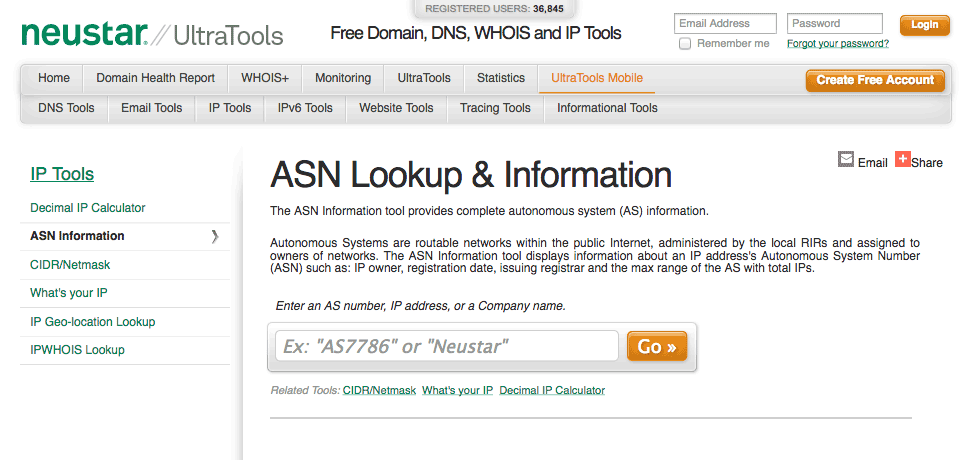 REGISTERED USERS: 36,845
neustar // UltraTools
Free Domain, DNS, WHOIS and IP Tools
Email Address
Password
Login
Remember me
Forgot your password?
Home
Domain Health Report
WHOIS+
Monitoring
UltraTools
Statistics
UltraTools Mobile
Create Free Account
DNS Tools
Email Tools
IP Tools
IPv6 Tools
Website Tools
Tracing Tools
Informational Tools
IP Tools
Decimal IP Calculator
ASN Information
CIDR/Netmask
What's your IP
IP Geo-location Lookup
IPWHOIS Lookup
Email
Share
ASN Lookup & Information
The ASN Information tool provides complete autonomous system (AS) information.
Autonomous Systems are routable networks within the public Internet, administered by the local RIRs and assigned to
owners of networks. The ASN Information tool displays information about an IP address's Autonomous System Number
(ASN) such as: IP owner, registration date, issuing registrar and the max range of the AS with total IPs.
Enter an AS number, IP address, or a Company name.
Ex: "AS7786" or "Neustar"
Go »
Related Tools: CIDR/Netmask What's your IP Decimal IP Calculator